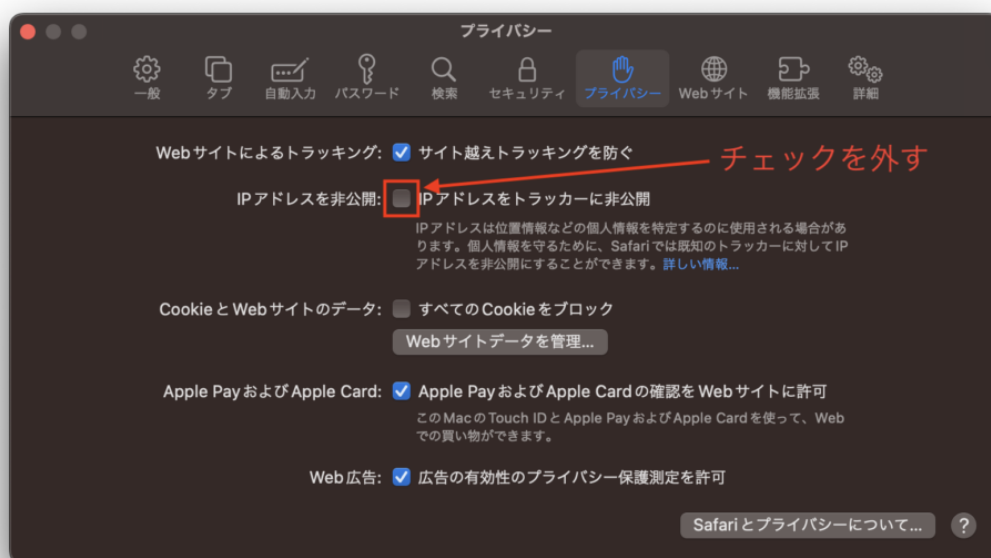 プライバシー
一般 タブ 自動入力 パスワード 検索 セキュリティ プライバシー Webサイト 機能拡張 詳細
Webサイトによるトラッキング: サイト越えトラッキングを防ぐ
チェックを外す
IPアドレスを非公開: IPアドレスをトラッカーに非公開
IPアドレスは位置情報などの個人情報を特定するのに使用される場合があ
ります。個人情報を守るために、Safariでは既知のトラッカーに対してIP
アドレスを非公開にすることができます。詳しい情報...
CookieとWebサイトのデータ: すべてのCookieをブロック
Webサイトデータを管理...
Apple PayおよびApple Card: Apple PayおよびApple Cardの確認をWebサイトに許可
このMacのTouch IDとApple PayおよびApple Cardを使って、Web
での買い物ができます。
Web広告: 広告の有効性のプライバシー保護測定を許可
Safariとプライバシーについて... ?